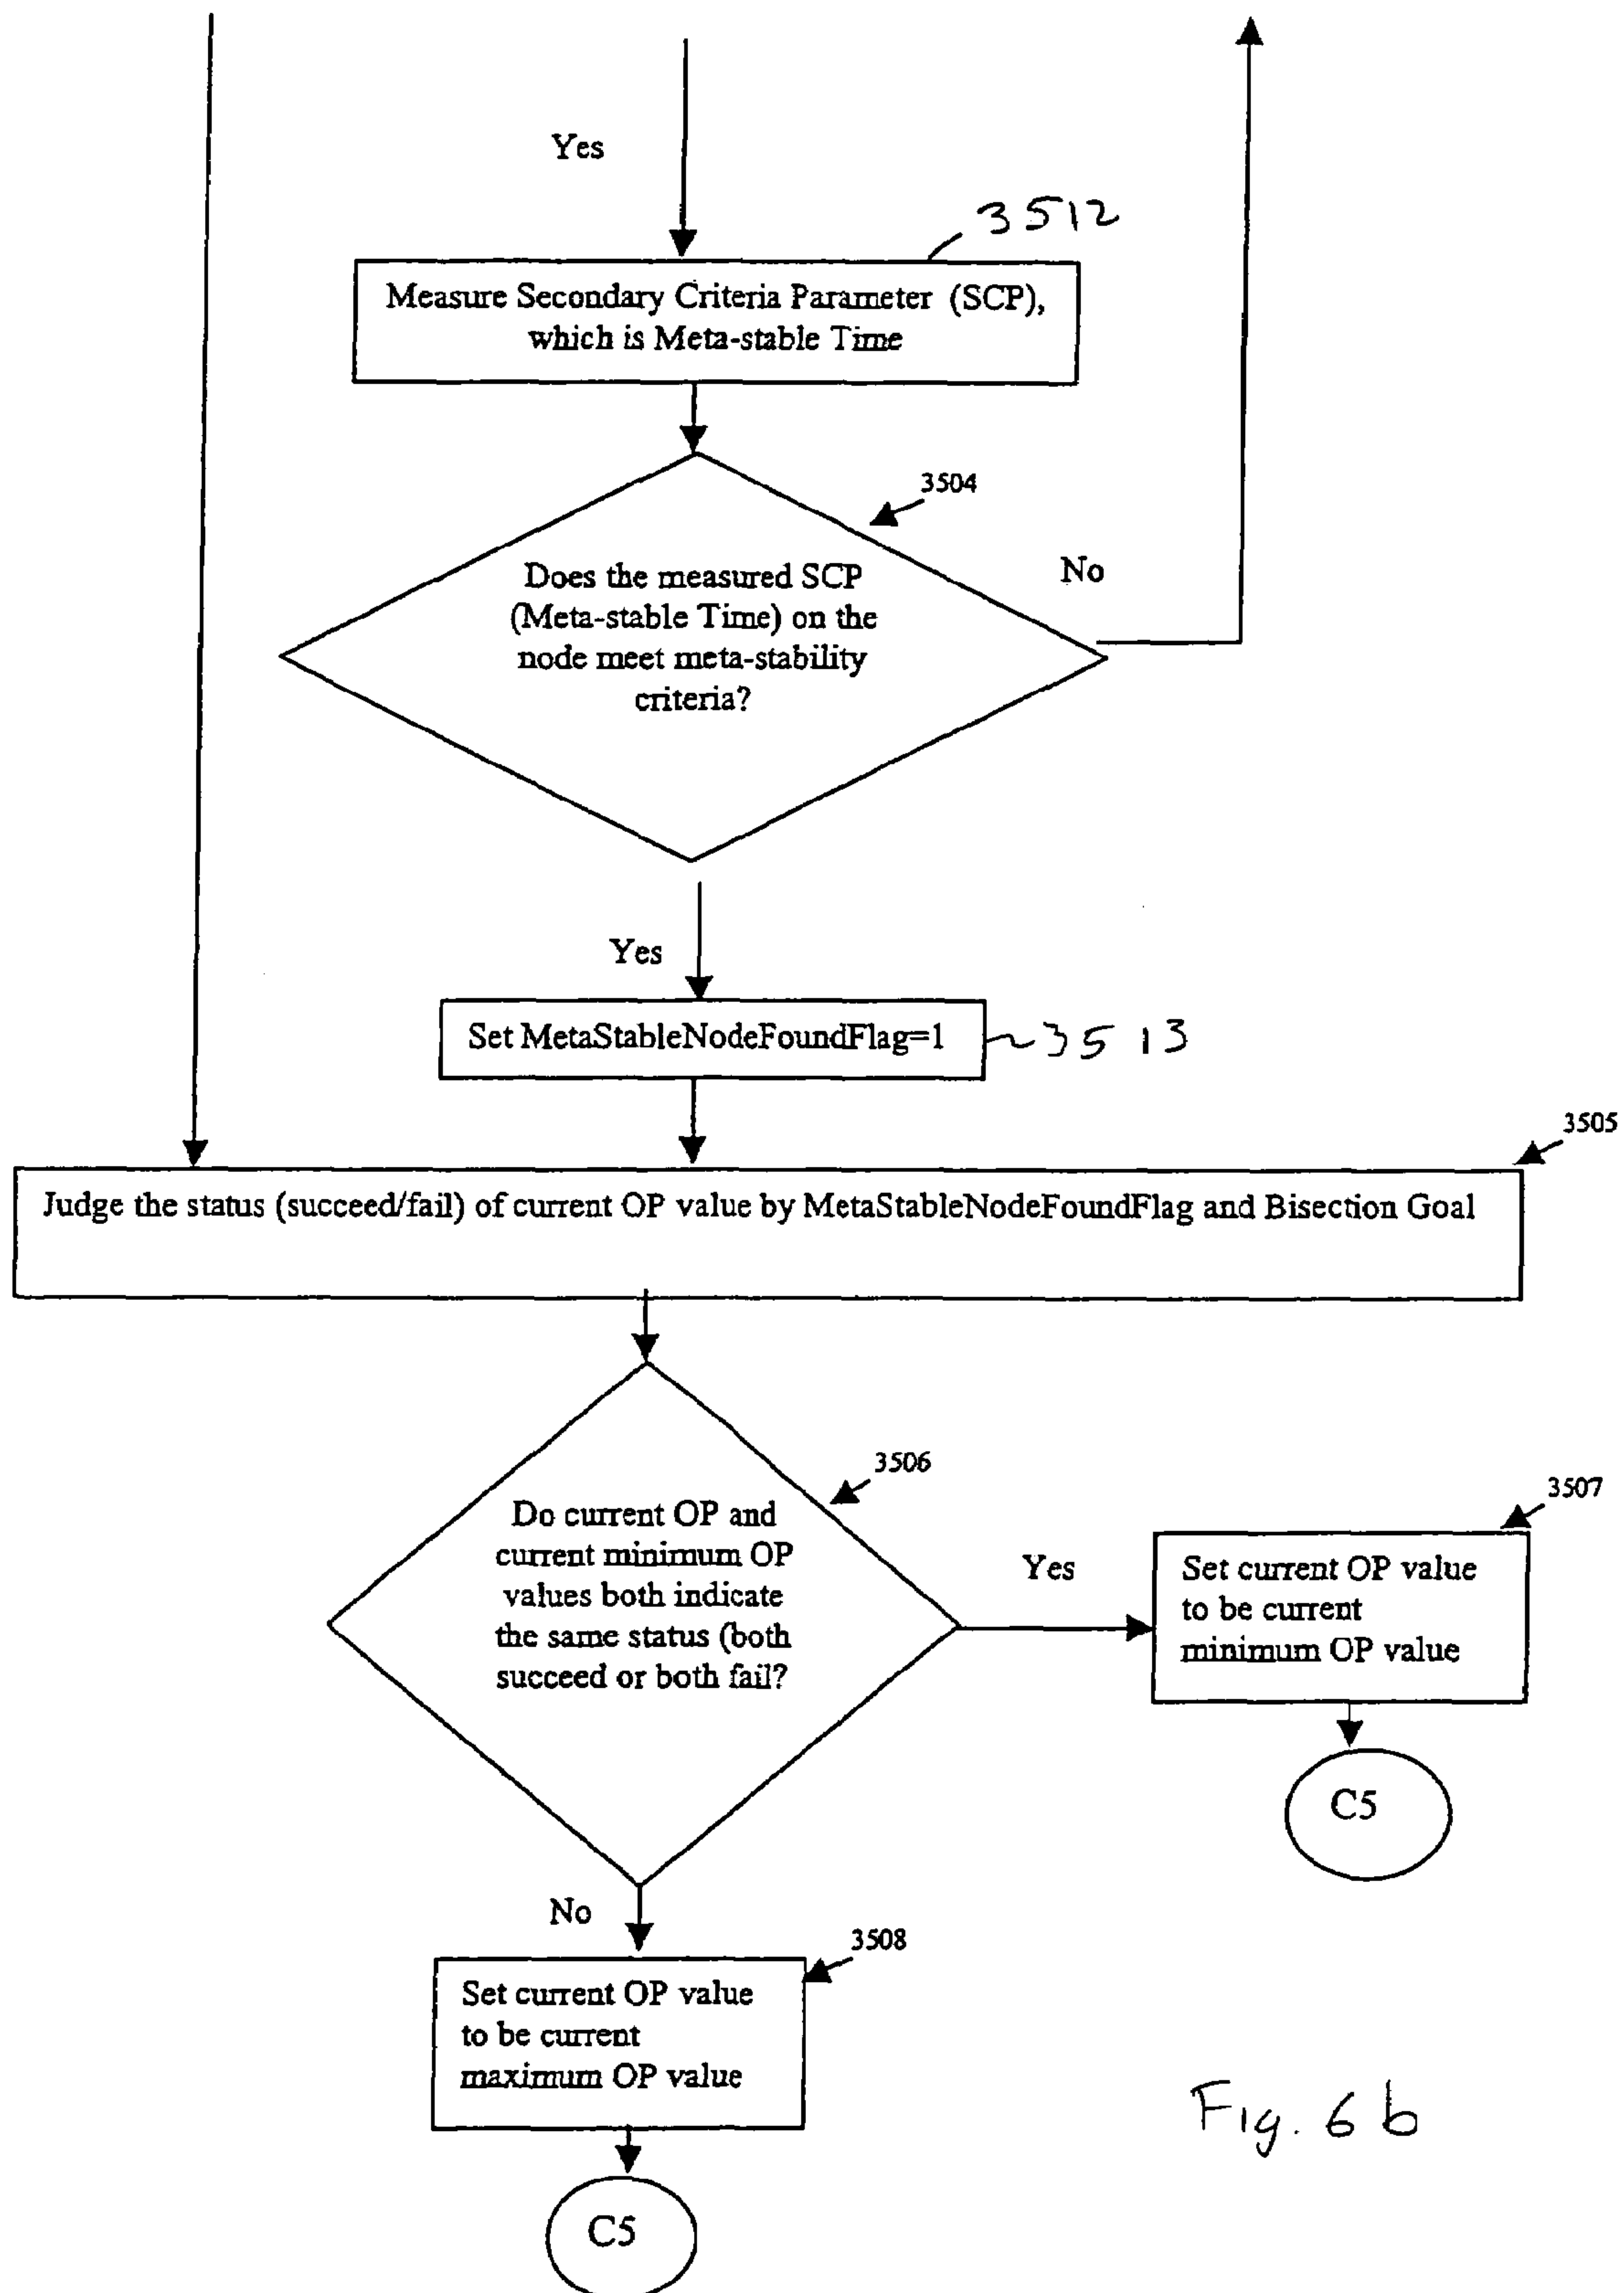 Yes
3512
Measure Secondary Criteria Parameter (SCP),
which is Meta-stable Time
3504
Does the measured SCP
(Meta-stable Time) on the
node meet meta-stability
criteria?
No
Yes
Set MetaStableNodeFoundFlag=1
3513
3505
Judge the status (succeed/fail) of current OP value by MetaStableNodeFoundFlag and Bisection Goal
3506
Do current OP and
current minimum OP
values both indicate
the same status (both
succeed or both fail?
Yes
3507
Set current OP value
to be current
minimum OP value
C5
No
3508
Set current OP value
to be current
maximum OP value
C5
Fig. 6b